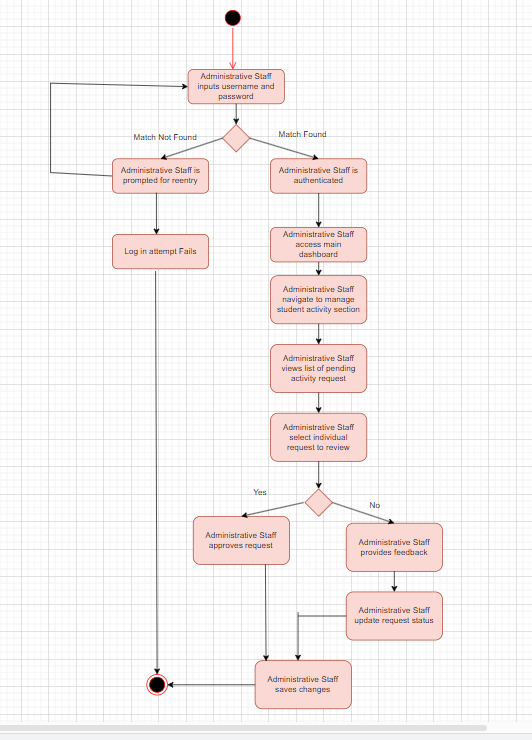 Administrative Staff
inputs username and
password
Match Not Found
Match Found
Administrative Staff is
prompted for reentry
Administrative Staff is
authenticated
Log in attempt Fails
Administrative Staff
access main
dashboard
Administrative Staff
navigate to manage
student activity section
Administrative Staff
views list of pending
activity request
Administrative Staff
select individual
request to review
Yes
No
Administrative Staff
approves request
Administrative Staff
provides feedback
Administrative Staff
update request status
Administrative Staff
saves changes